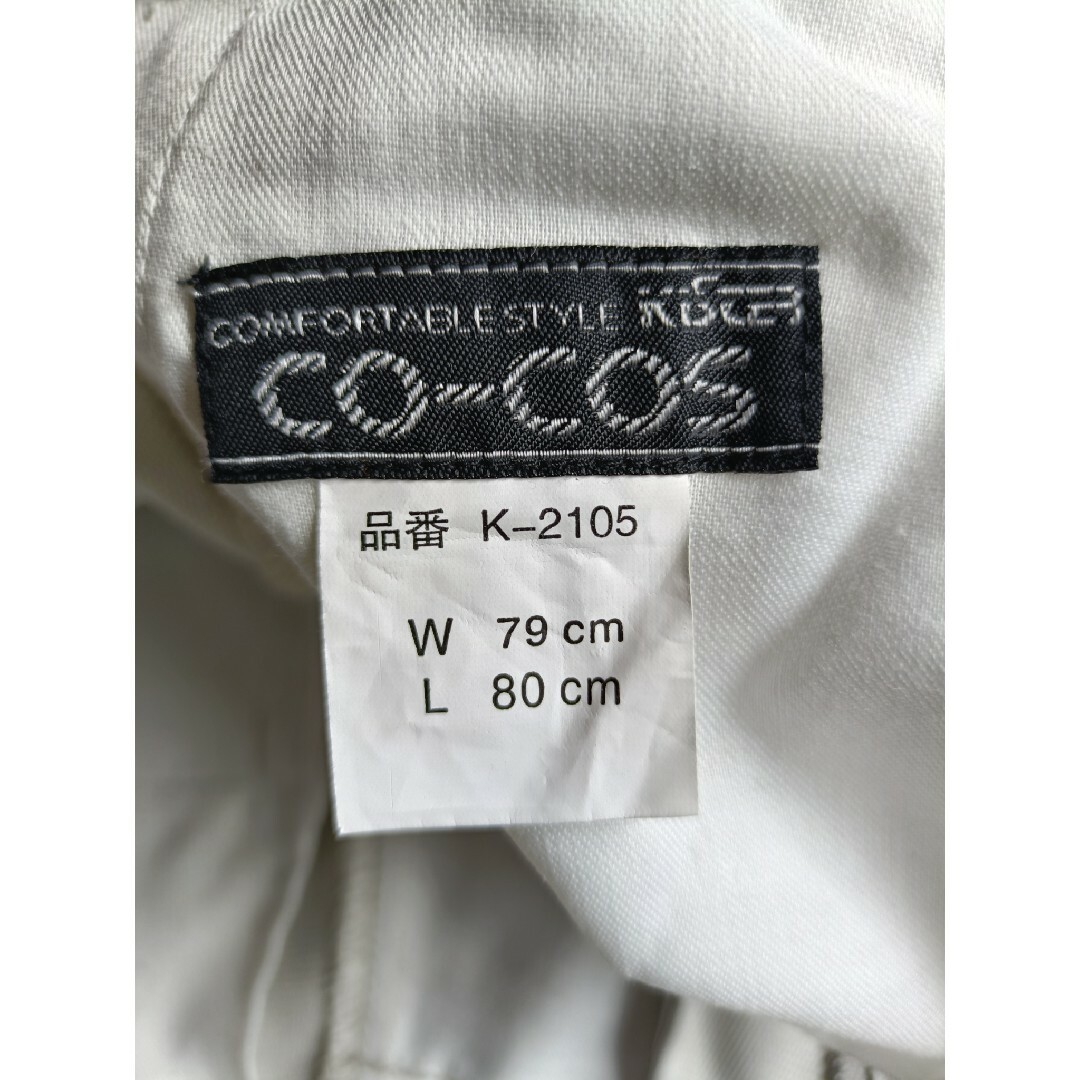 COMFORTABLE STYLE
CO-COS
品番 K-2105
W 79 cm
L 80 cm